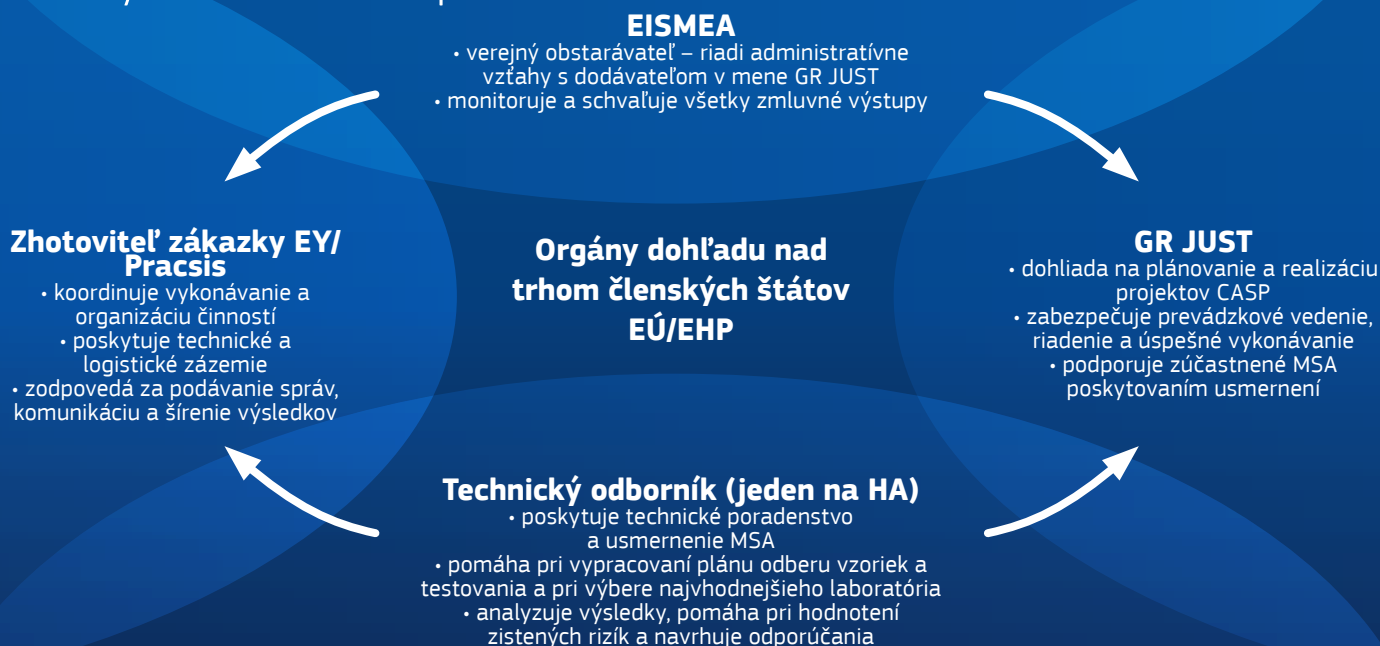 EISMEA
• verejný obstarávateľ – riadi administratívne
vzťahy s dodávateľom v mene GR JUST
• monitoruje a schvaľuje všetky zmluvné výstupy
Zhotoviteľ zákazky EY/
Pracsis
• koordinuje vykonávanie a
organizáciu činností
• poskytuje technické a
logistické zázemie
• zodpovedá za podávanie správ,
komunikáciu a šírenie výsledkov
Orgány dohľadu nad
trhom členských štátov
EÚ/EHP
GR JUST
• dohliada na plánovanie a realizáciu
projektov CASP
• zabezpečuje prevádzkové vedenie,
riadenie a úspešné vykonávanie
• podporuje zúčastnené MSA
poskytovaním usmernení
Technický odborník (jeden na HA)
• poskytuje technické poradenstvo
a usmernenie MSA
• pomáha pri vypracovaní plánu odberu vzoriek a
testovania a pri výbere najvhodnejšieho laboratória
• analyzuje výsledky, pomáha pri hodnotení
zistených rizík a navrhuje odporúčania